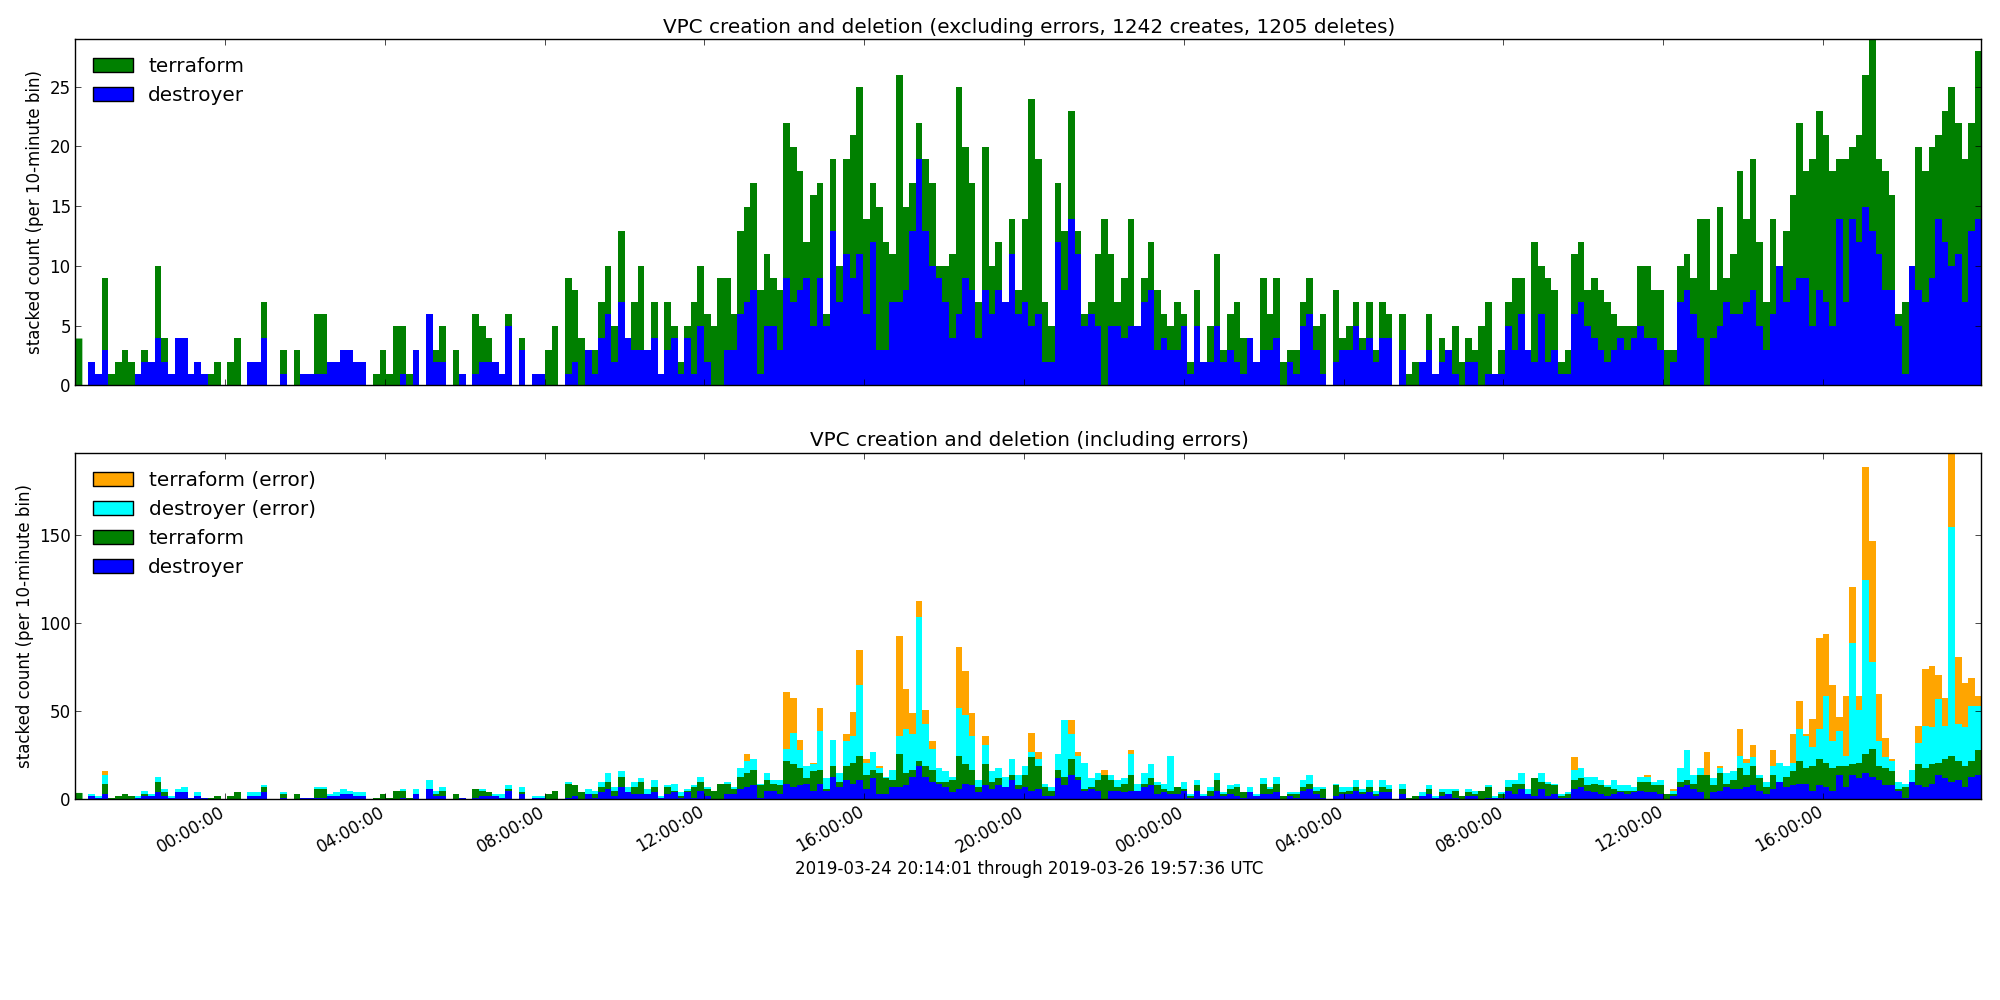 VPC creation and deletion (excluding errors, 1242 creates, 1205 deletes)
stacked count (per 10-minute bin)
25
20
15
10
5
0
terraform
destroyer
VPC creation and deletion (including errors)
stacked count (per 10-minute bin)
150
100
50
0
terraform (error)
destroyer (error)
terraform
destroyer
00:00:00 04:00:00 08:00:00 12:00:00 16:00:00 20:00:00 00:00:00 04:00:00 08:00:00 12:00:00 16:00:00
2019-03-24 20:14:01 through 2019-03-26 19:57:36 UTC